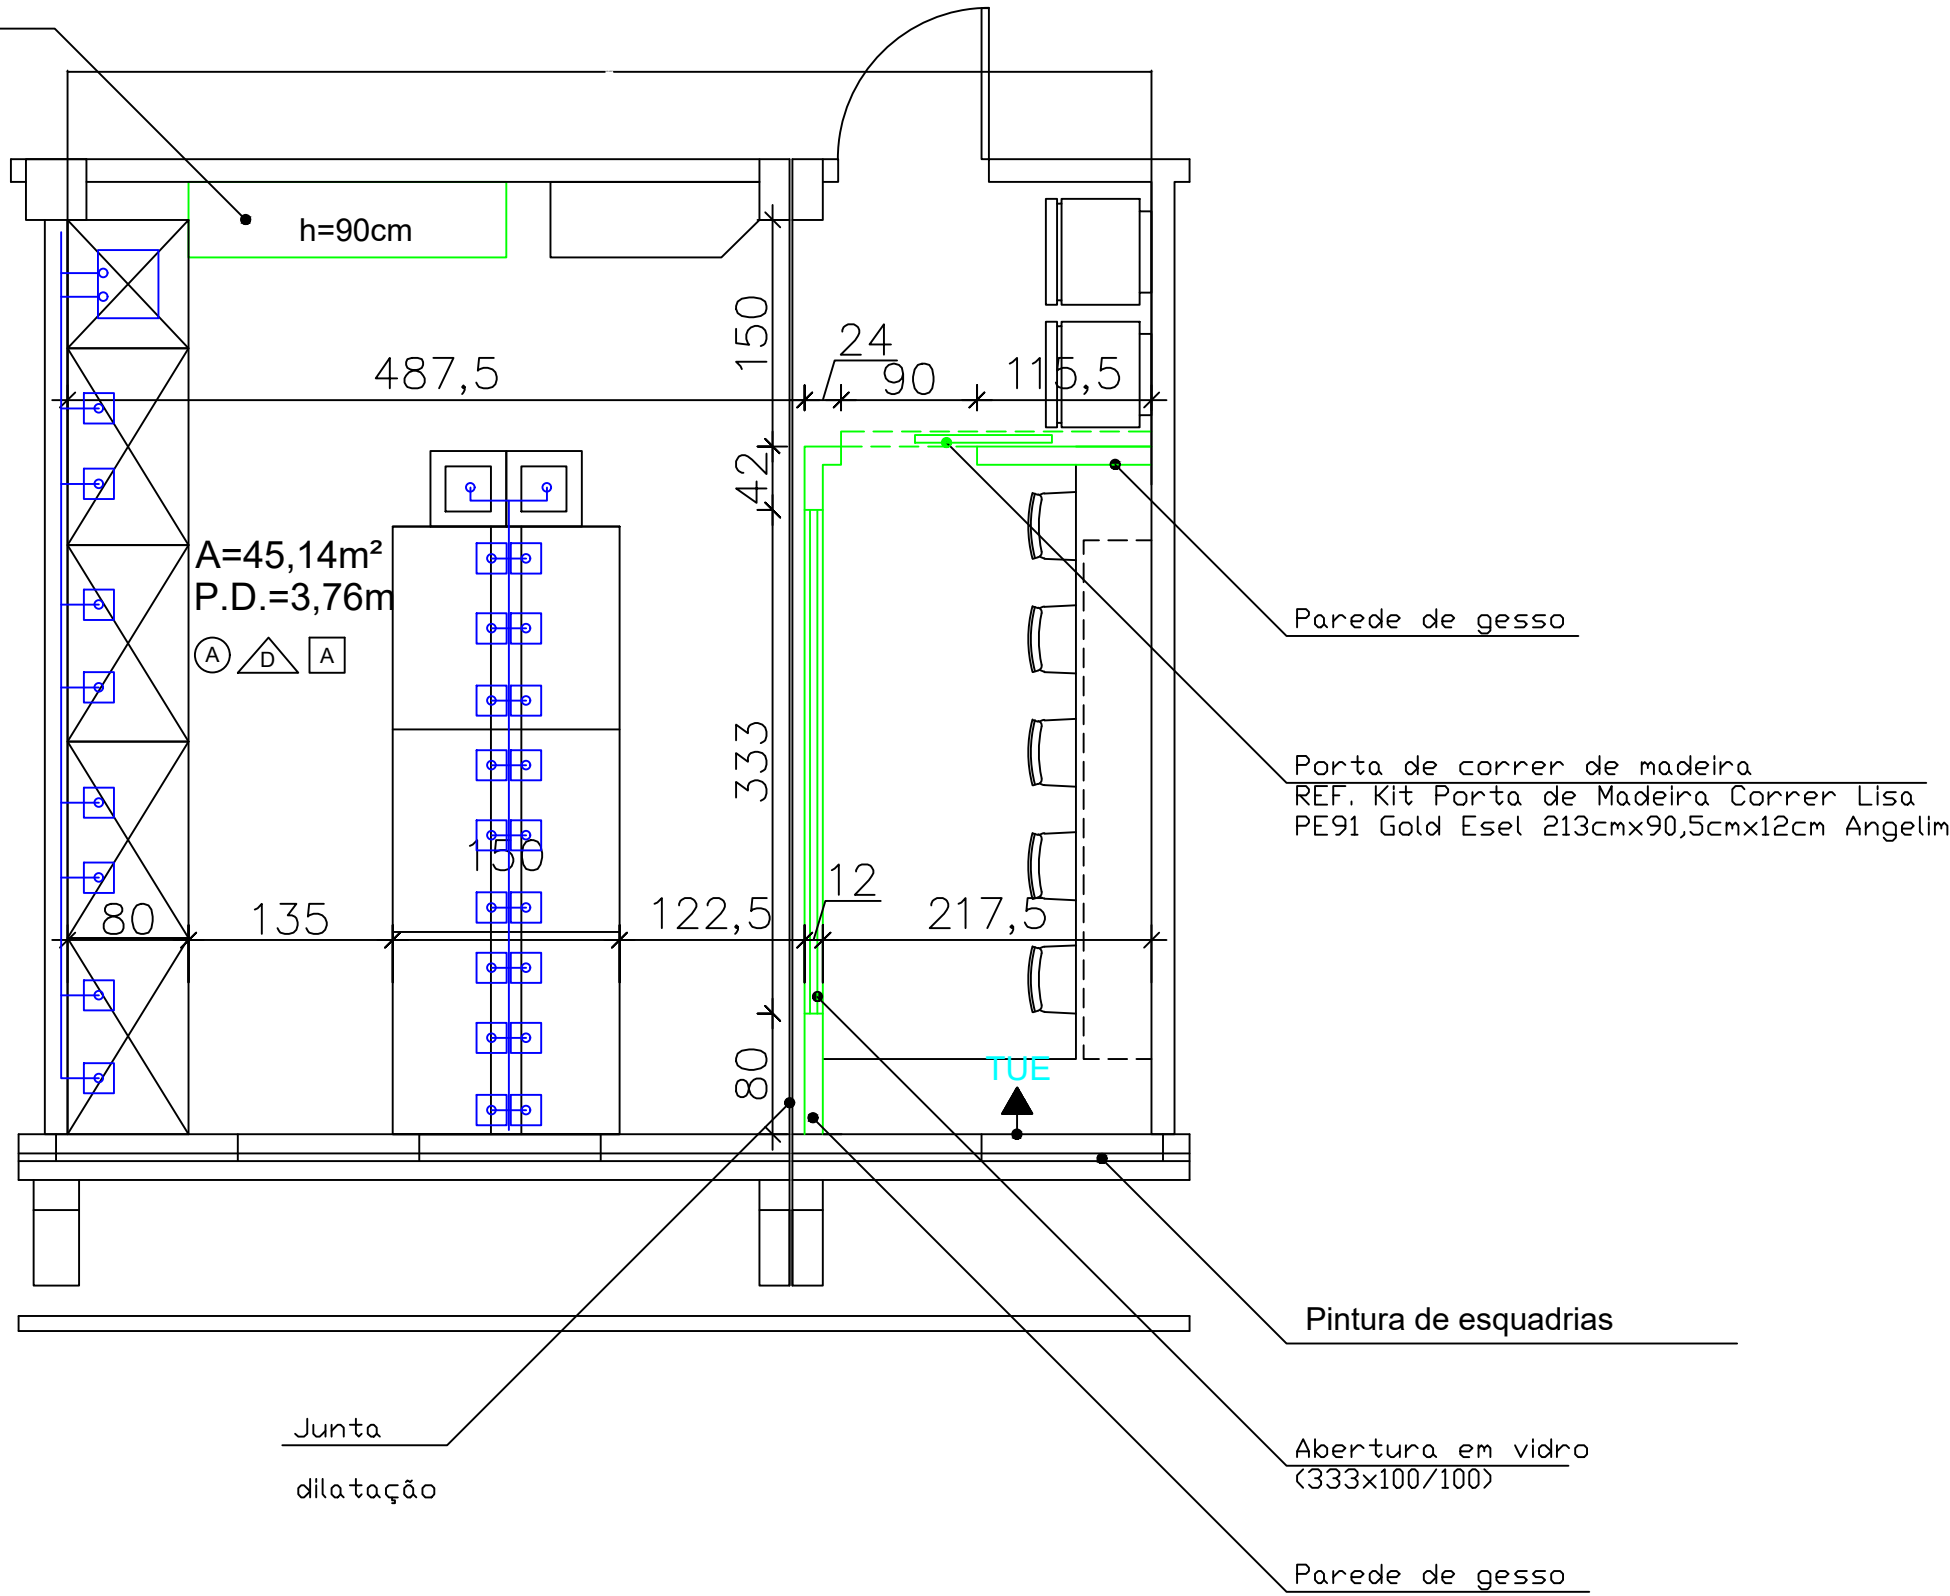 h=90cm
150
24
487,5
90
115,5
42
A=45,14m²
P.D.=3,76m
A
D
A
Parede de gesso
333
Porta de correr de madeira
REF. Kit Porta de Madeira Correr Lisa
PE91 Gold Esel 213cmx90,5cmx12cm Angelim
150
12
80
135
122,5
217,5
80
TUE
Pintura de esquadrias
Junta
dilatação
Abertura em vidro
(333x100/100)
Parede de gesso